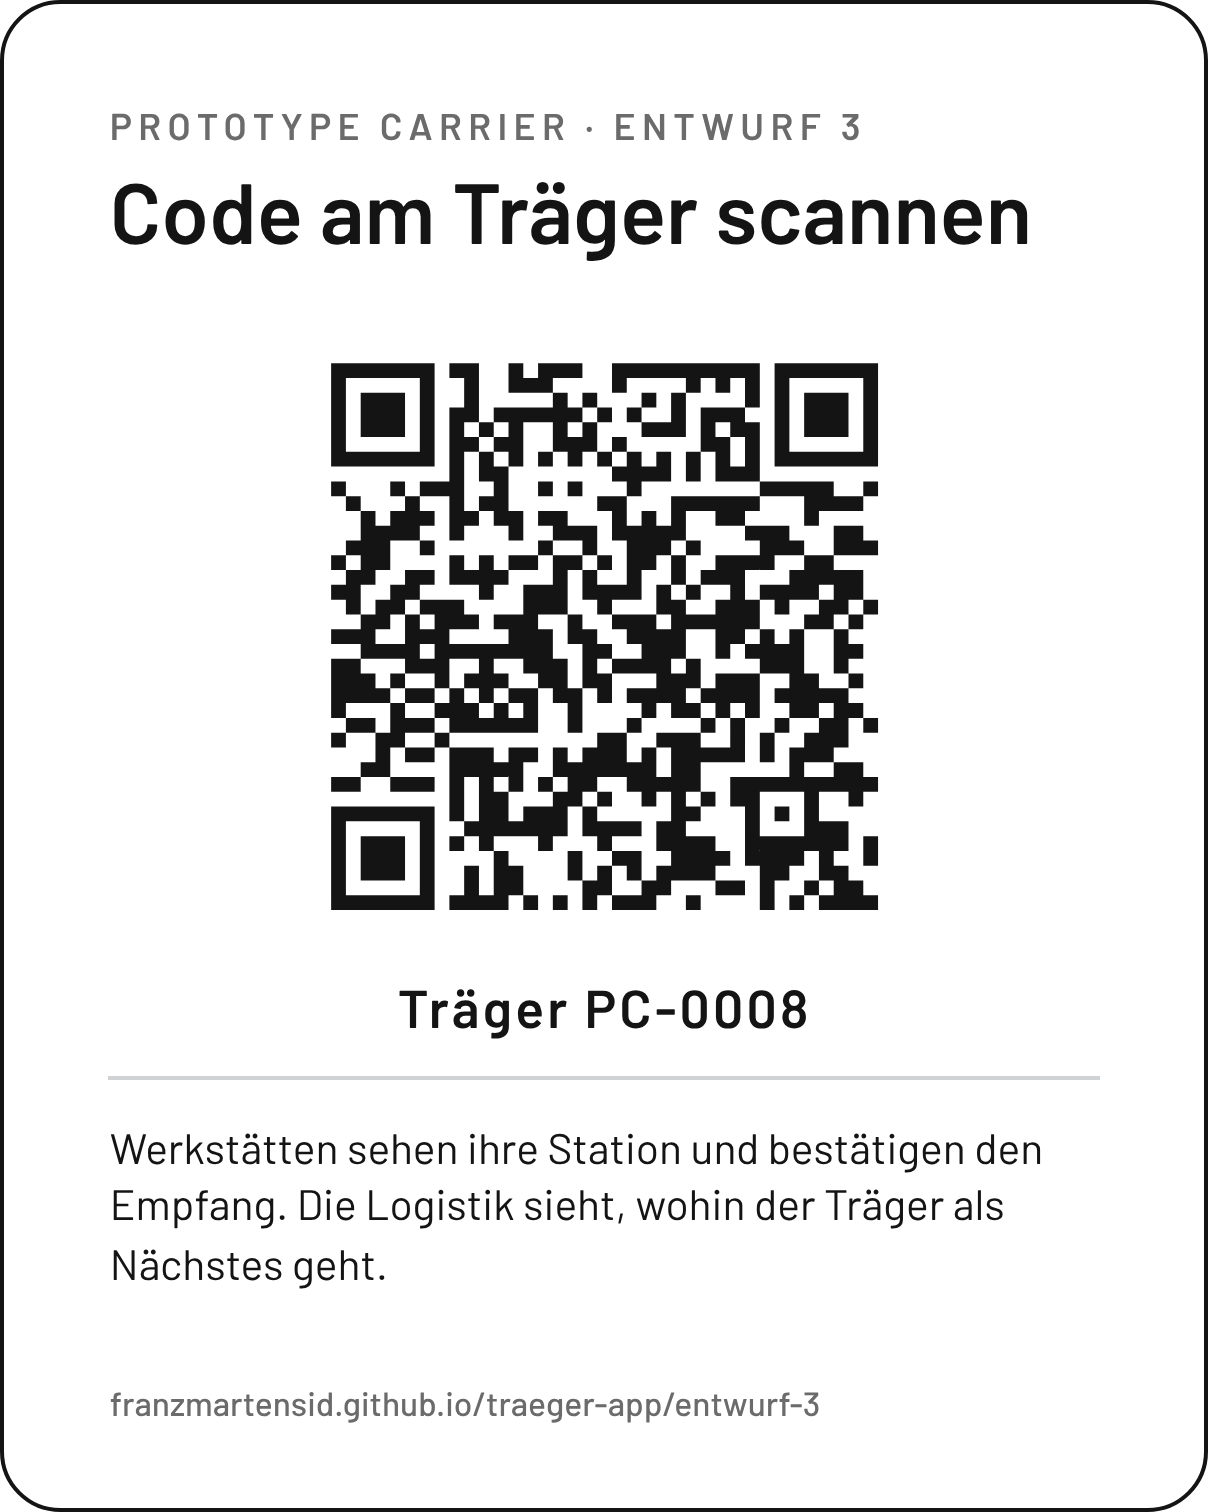 PROTOTYPE CARRIER · ENTWURF 3
Code am Träger scannen
Träger PC-0008
Werkstätten sehen ihre Station und bestätigen den
Empfang. Die Logistik sieht, wohin der Träger als
Nächstes geht.
franzmartensid.github.io/traeger-app/entwurf-3